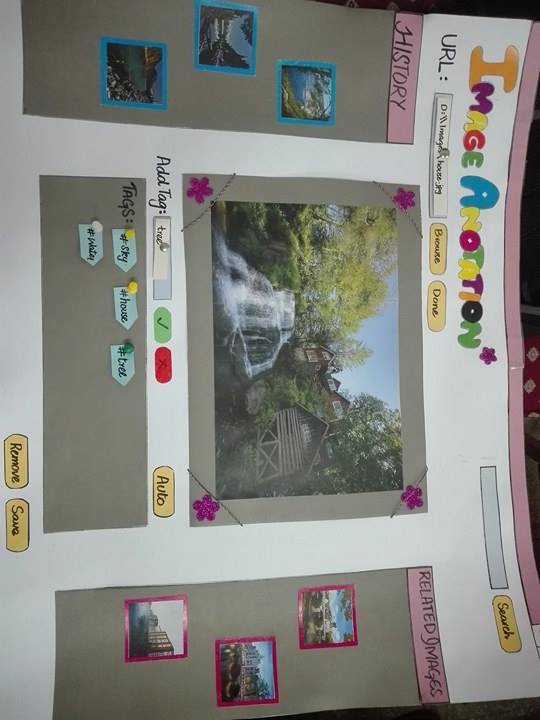 IMAGE ANOTATION
Search
URL: D:\\Images\house.jpg Browse Done
HISTORY
RELATED IMAGES
Add Tag: tree ✓ × Auto
TAGS: #Sky #house #tree
#Water
Remove Save